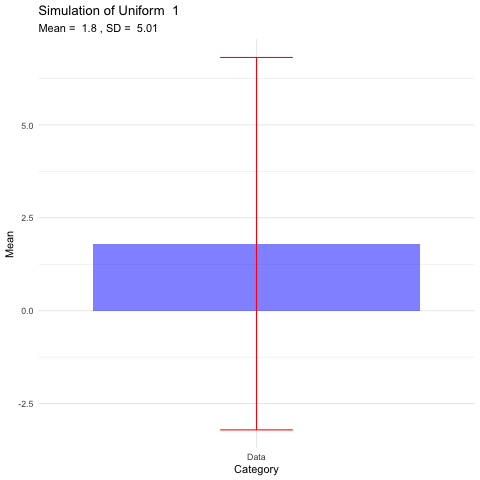 Simulation of Uniform  1
Mean =  1.8 , SD =  5.01
5.0
2.5
0.0
-2.5
Mean
Data
Category